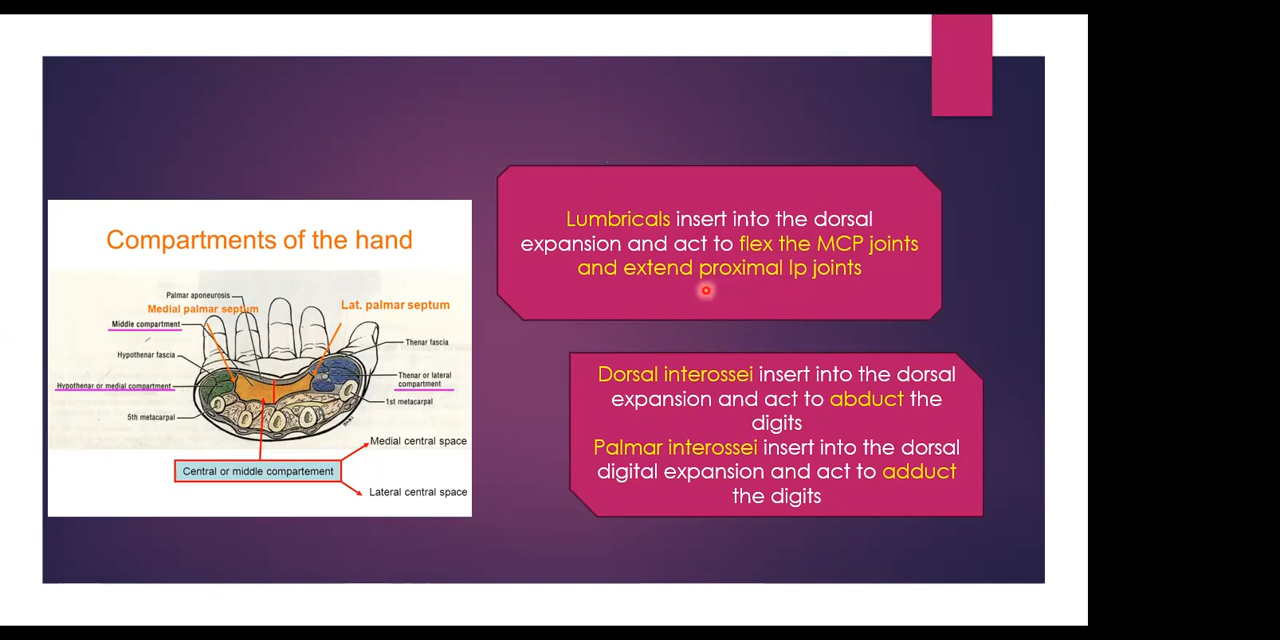 Compartments of the hand
Palmar aponeurosis
Medial palmar septum
Lat. palmar septum
Middle compartment
Thenar fascia
Hypothenar fascia
Thenar or lateral
compartment
Hypothenar or medial compartment
1st metacarpal
5th metacarpal
Medial central space
Central or middle compartement
Lateral central space
Lumbricals insert into the dorsal
expansion and act to flex the MCP joints
and extend proximal Ip joints
Dorsal interossei insert into the dorsal
expansion and act to abduct the
digits
Palmar interossei insert into the dorsal
digital expansion and act to adduct
the digits